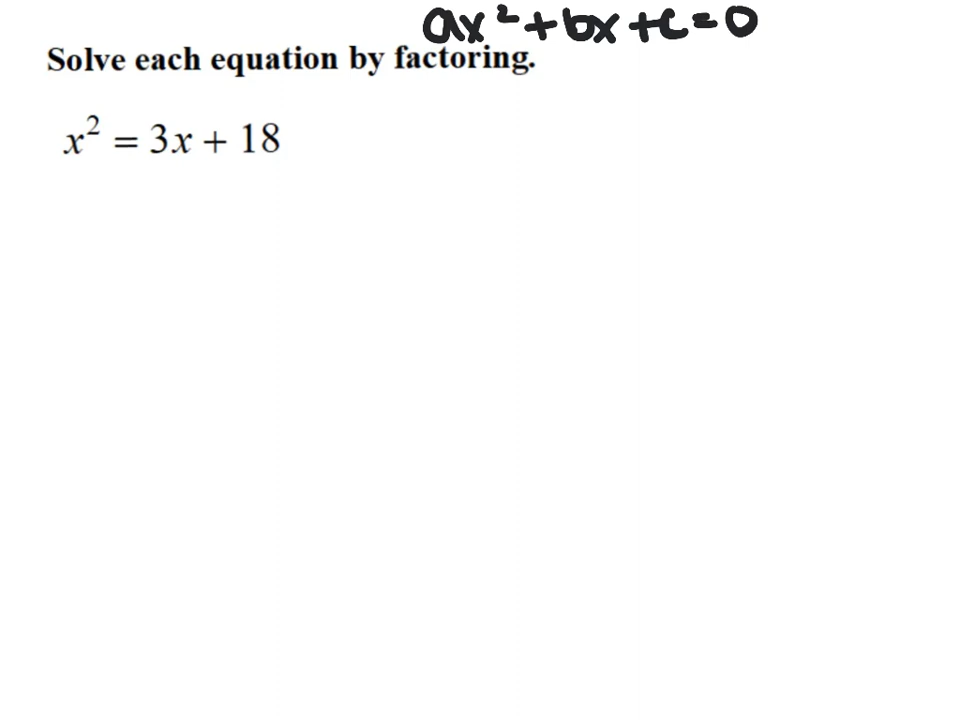 ax²+bx+c=0
Solve each equation by factoring.
x² = 3x + 18